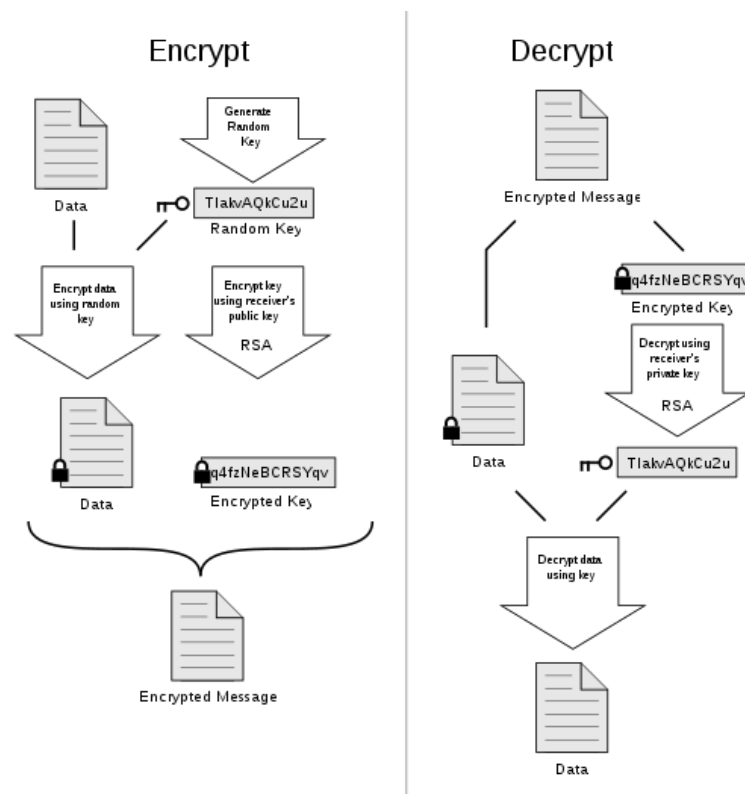 Encrypt
Generate
Random
Key
Data
TIakvAQkCu2u
Random Key
Encrypt data
using random
key
Encrypt key
using receiver's
public key
RSA
Data
q4fzNeBCRSYqv
Encrypted Key
Encrypted Message
Decrypt
Encrypted Message
q4fzNeBCRSYqv
Encrypted Key
Decrypt using
receiver's
private key
RSA
Data
TIakvAQkCu2u
Decrypt data
using key
Data